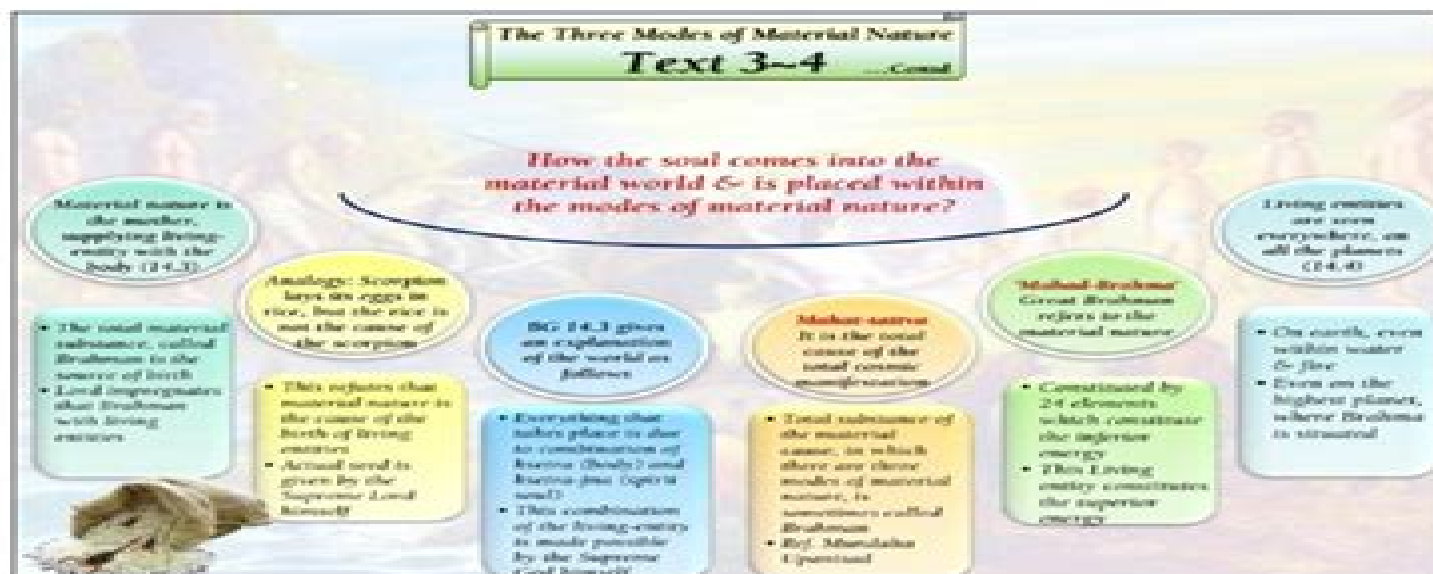 The Three Modes of Material Nature
Text 3~4 ...Contd
How the soul comes into the
material world & is placed within
the modes of material nature?
Material nature is
the mother,
supplying living-
entity with the
body (14.3)
• The total material
substance, called
Brahman is the
source of birth
• Lord impregnates
that Brahman
with living
entities
Analogy: Scorpion
lays its eggs in
rice, but the rice is
not the cause of
the scorpion
• This refutes that
material nature is
the cause of the
birth of living
entities
• Actual seed is
given by the
Supreme Lord
himself
BG 14.3 gives
an explanation
of the world as
follows
• Everything that
takes place is due
to combination of
ksetra (body) and
ksetra-jna (spirit
soul)
• This combination
of the living-entity
is made possible
by the Supreme
God himself
Mahat-tattva
It is the total
cause of the
total cosmic
manifestation
• Total substance of
the material
cause, in which
there are three
modes of material
nature, is
sometimes called
Brahman
• Ref. Mundaka
Upanisad
'Mahad-Brahma'
Great Brahman
refers to the
material nature
• Constituted by
24 elements
which constitute
the inferior
energy
• This Living
entity constitutes
the superior
energy
Living entities
are seen
everywhere, on
all the planets
(14.4)
• On earth, even
within water
& fire
• Even on the
highest planet,
where Brahma
is situated